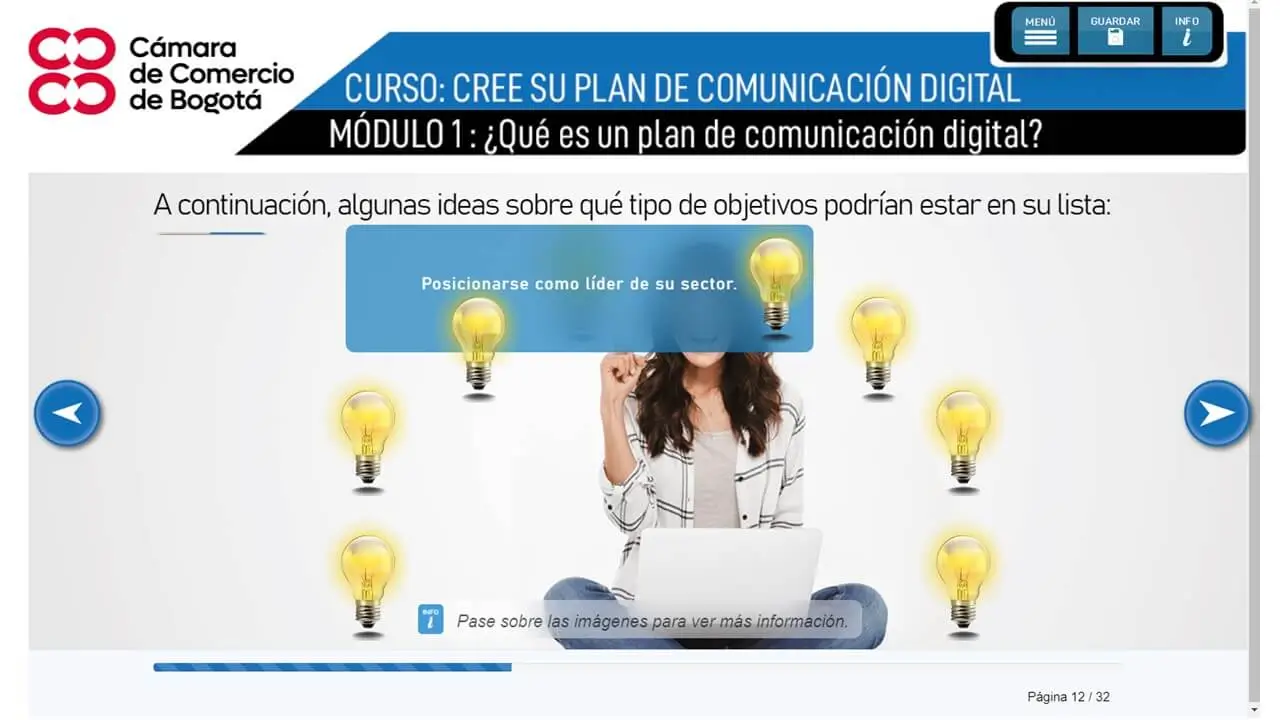 Cámara
de Comercio
de Bogotá
MENÚ
GUARDAR
INFO
i
CURSO: CREE SU PLAN DE COMUNICACIÓN DIGITAL
MÓDULO 1 : ¿Qué es un plan de comunicación digital?
A continuación, algunas ideas sobre qué tipo de objetivos podrían estar en su lista:
Posicionarse como líder de su sector.
INFO
i
Pase sobre las imágenes para ver más información.
Página 12 / 32